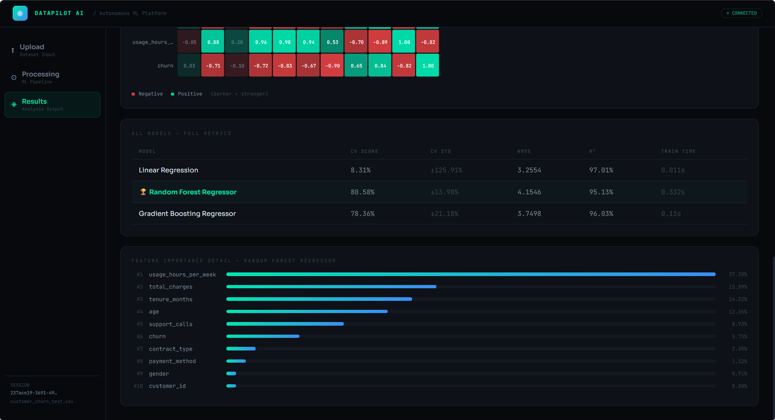 DATAPILOT AI / Autonomous ML Platform
CONNECTED
Upload
Dataset Input
Processing
ML Pipeline
Results
Analysis Output
usage_hours_… -0.05 0.88 0.96 0.98 0.94 0.53 -0.70 -0.89 1.00 -0.82
churn 0.03 -0.71 -0.10 -0.72 -0.83 -0.67 -0.90 0.65 0.84 -0.82 1.00
Negative Positive (darker = stronger)
ALL MODELS — FULL METRICS
MODEL CV SCORE CV STD RMSE R² TRAIN TIME
Linear Regression 8.31% ±125.91% 3.2554 97.01% 0.011s
Random Forest Regressor 80.58% ±13.98% 4.1546 95.13% 0.332s
Gradient Boosting Regressor 78.36% ±21.18% 3.7498 96.03% 0.13s
FEATURE IMPORTANCE DETAIL — RANDOM FOREST REGRESSOR
#1 usage_hours_per_week
#2 total_charges
#3 tenure_months
#4 age
#5 support_calls
#6 churn
#7 contract_type
#8 payment_method
#9 gender
#10 customer_id
SESSION
customer_churn_test.csv